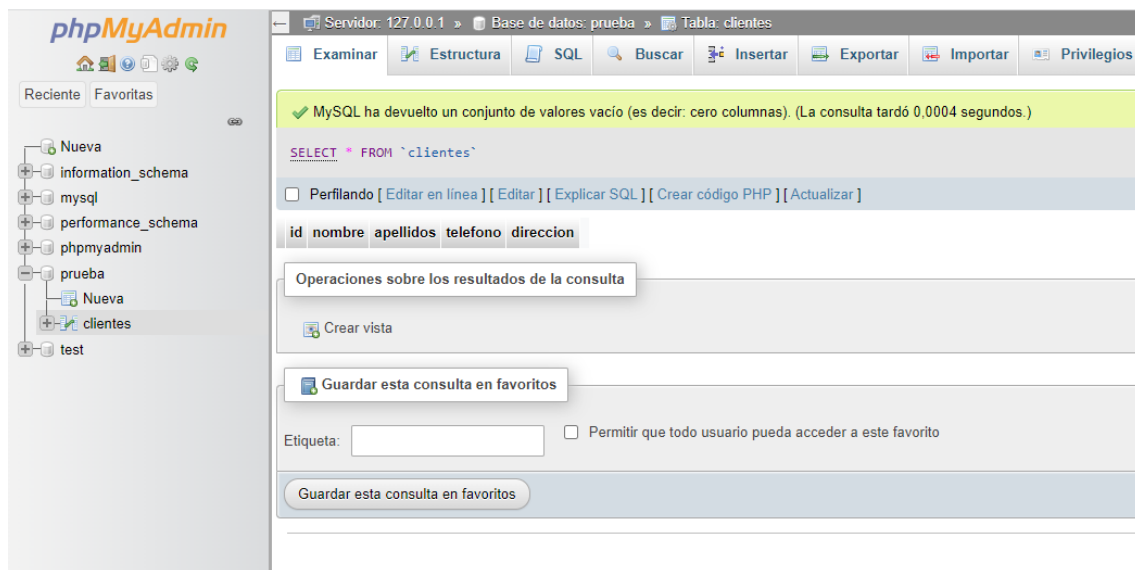 phpMyAdmin
Reciente Favoritas
Nueva
information_schema
mysql
performance_schema
phpmyadmin
prueba
Nueva
clientes
test
Servidor: 127.0.0.1 » Base de datos: prueba » Tabla: clientes
Examinar Estructura SQL Buscar Insertar Exportar Importar Privilegios
MySQL ha devuelto un conjunto de valores vacío (es decir: cero columnas). (La consulta tardó 0,0004 segundos.)
SELECT * FROM `clientes`
Perfilando [ Editar en línea ] [ Editar ] [ Explicar SQL ] [ Crear código PHP ] [ Actualizar ]
id nombre apellidos telefono direccion
Operaciones sobre los resultados de la consulta
Crear vista
Guardar esta consulta en favoritos
Etiqueta: Permitir que todo usuario pueda acceder a este favorito
Guardar esta consulta en favoritos